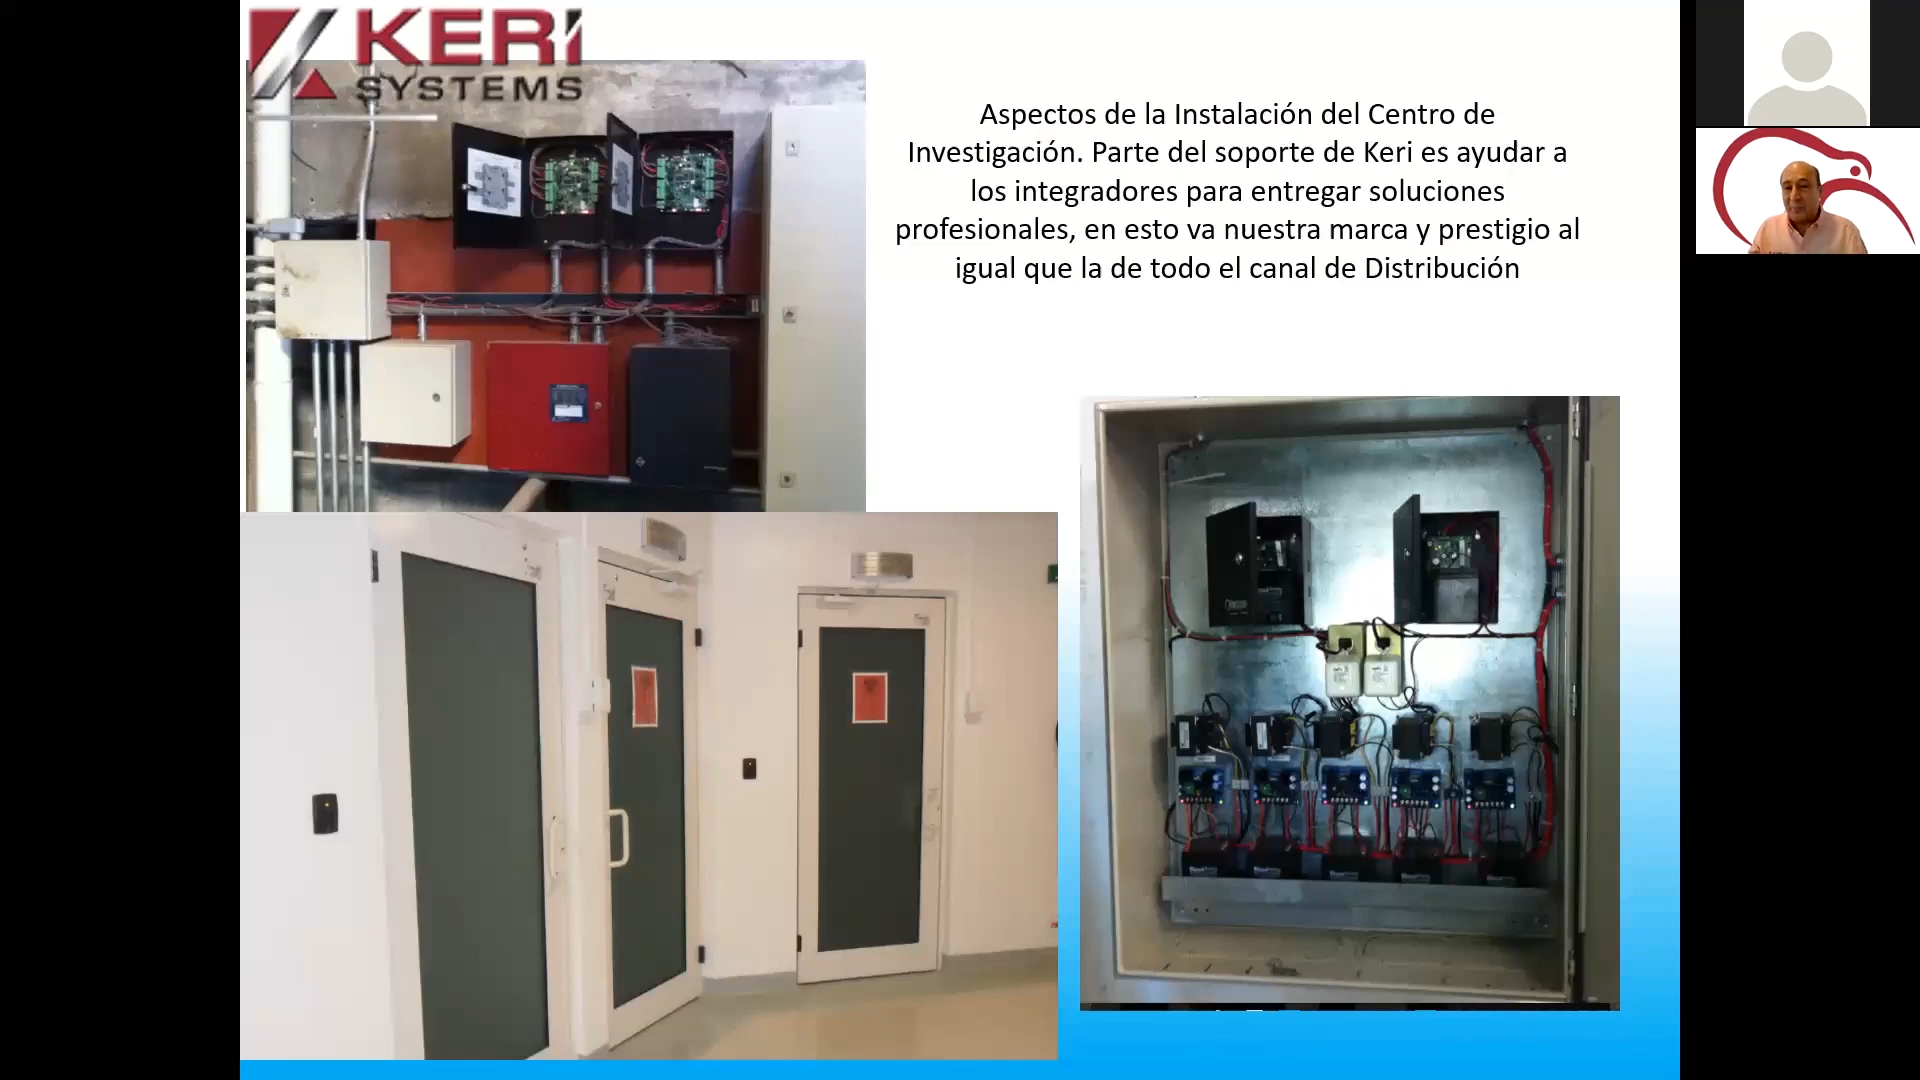 KERI
SYSTEMS
Aspectos de la Instalación del Centro de
Investigación. Parte del soporte de Keri es ayudar a
los integradores para entregar soluciones
profesionales, en esto va nuestra marca y prestigio al
igual que la de todo el canal de Distribución